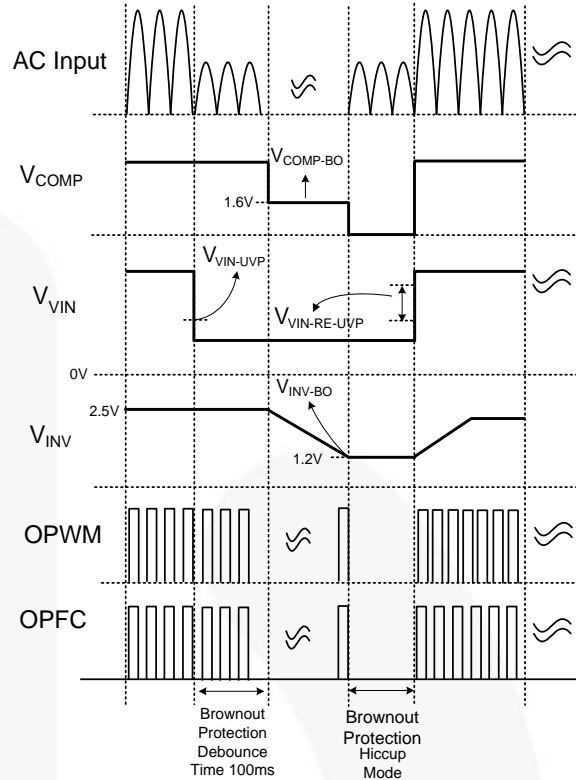 AC Input
VCOMP
VCOMP-BO
1.6V
VVIN-UVP
VVIN
VVIN-RE-UVP
0V
VINV-BO
2.5V
VINV
1.2V
OPWM
OPFC
Brownout
Protection
Debounce
Time 100ms
Brownout
Protection
Hiccup
Mode